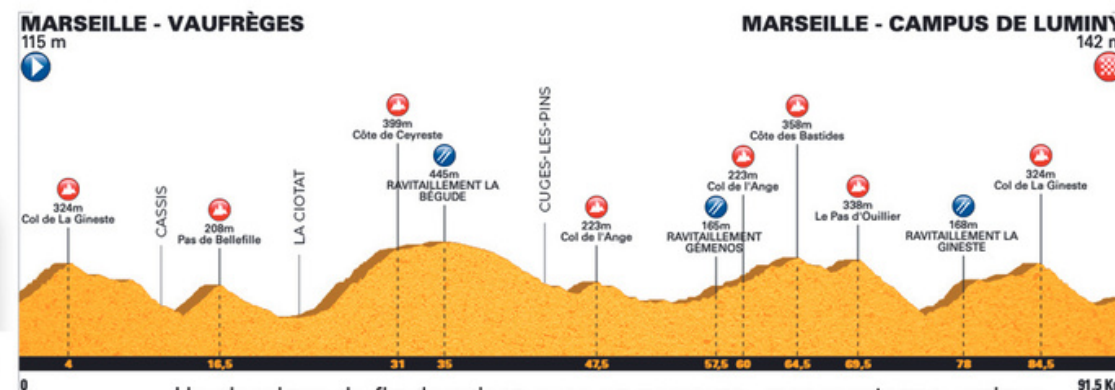 MARSEILLE - VAUFRÈGES
115 m
MARSEILLE - CAMPUS DE LUMINY
142 m
324m
Col de La Gineste
CASSIS
208m
Pas de Bellefille
LA CIOTAT
399m
Côte de Ceyreste
445m
RAVITAILLEMENT LA
BÉGUDE
CUGES-LES-PINS
223m
Col de l'Ange
165m
RAVITAILLEMENT
GÉMENOS
223m
Col de l'Ange
358m
Côte des Bastides
338m
Le Pas d'Ouillier
168m
RAVITAILLEMENT LA
GINESTE
324m
Col de La Gineste
4 16,5 31 35 47,5 57,5 60 64,5 69,5 78 84,5
0 91,5 K